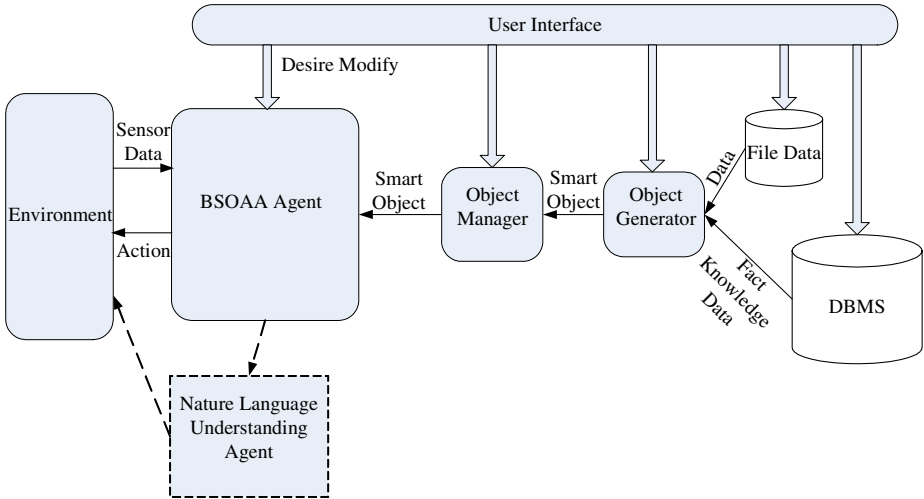 User Interface
Desire Modify
Sensor
Data
Environment
Action
BSOAA Agent
Smart
Object
Object
Manager
Smart
Object
Object
Generator
Data
File Data
Fact
Knowledge
Data
DBMS
Nature Language
Understanding
Agent